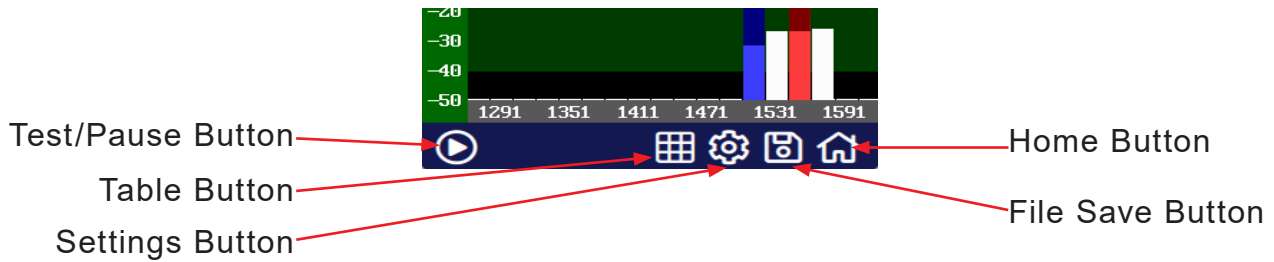 -20
-30
-40
-50
1291 1351 1411 1471 1531 1591
Test/Pause Button
Table Button
Settings Button
Home Button
File Save Button